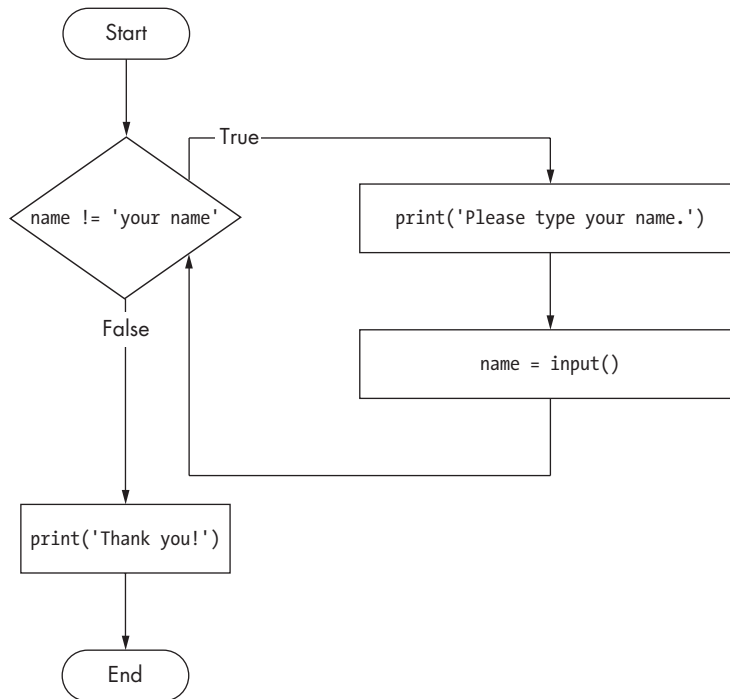 Start
True
name != 'your name'
print('Please type your name.')
False
name = input()
print('Thank you!')
End